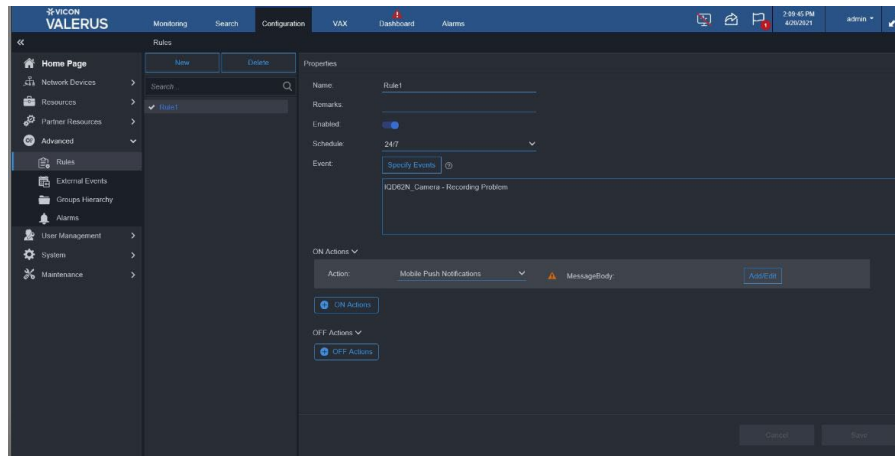 VICON
VALERUS
Monitoring
Search
Configuration
VAX
Dashboard
Alarms
2:09:45 PM
4/20/2021
admin
Rules
Home Page
Network Devices
Resources
Partner Resources
Advanced
Rules
External Events
Groups Hierarchy
Alarms
User Management
System
Maintenance
New
Delete
Search...
Rule1
Properties
Name:
Rule1
Remarks:
Enabled:
Schedule:
24/7
Event:
Specify Events
IQD62N_Camera - Recording Problem
ON Actions
Action:
Mobile Push Notifications
MessageBody:
Add/Edit
ON Actions
OFF Actions
OFF Actions
Cancel
Save